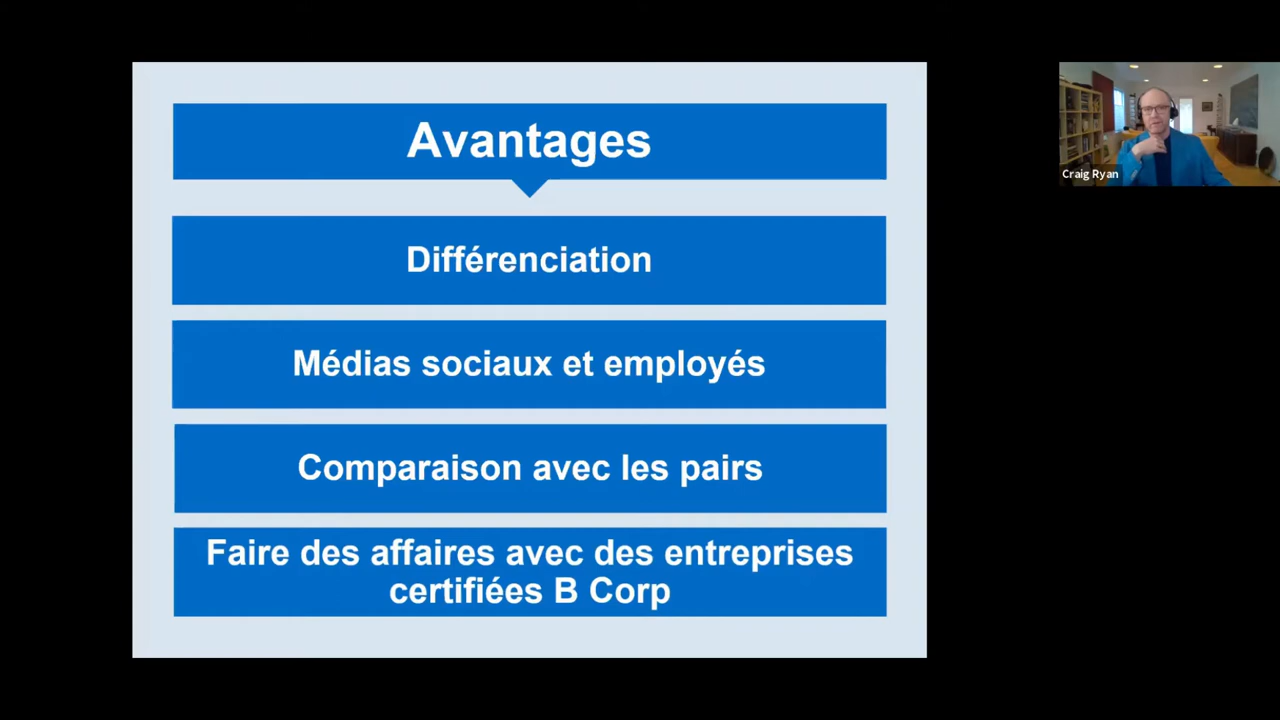 Avantages
Différenciation
Médias sociaux et employés
Comparaison avec les pairs
Faire des affaires avec des entreprises
certifiées B Corp
Craig Ryan